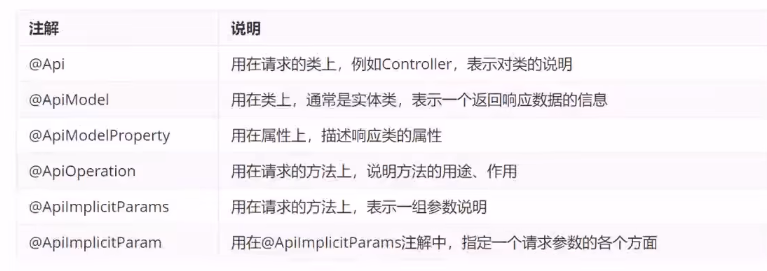 注解 说明
@Api 用在请求的类上，例如Controller，表示对类的说明
@ApiModel 用在类上，通常是实体类，表示一个返回响应数据的信息
@ApiModelProperty 用在属性上，描述响应类的属性
@ApiOperation 用在请求的方法上，说明方法的用途、作用
@ApiImplicitParams 用在请求的方法上，表示一组参数说明
@ApiImplicitParam 用在@ApiImplicitParams注解中，指定一个请求参数的各个方面